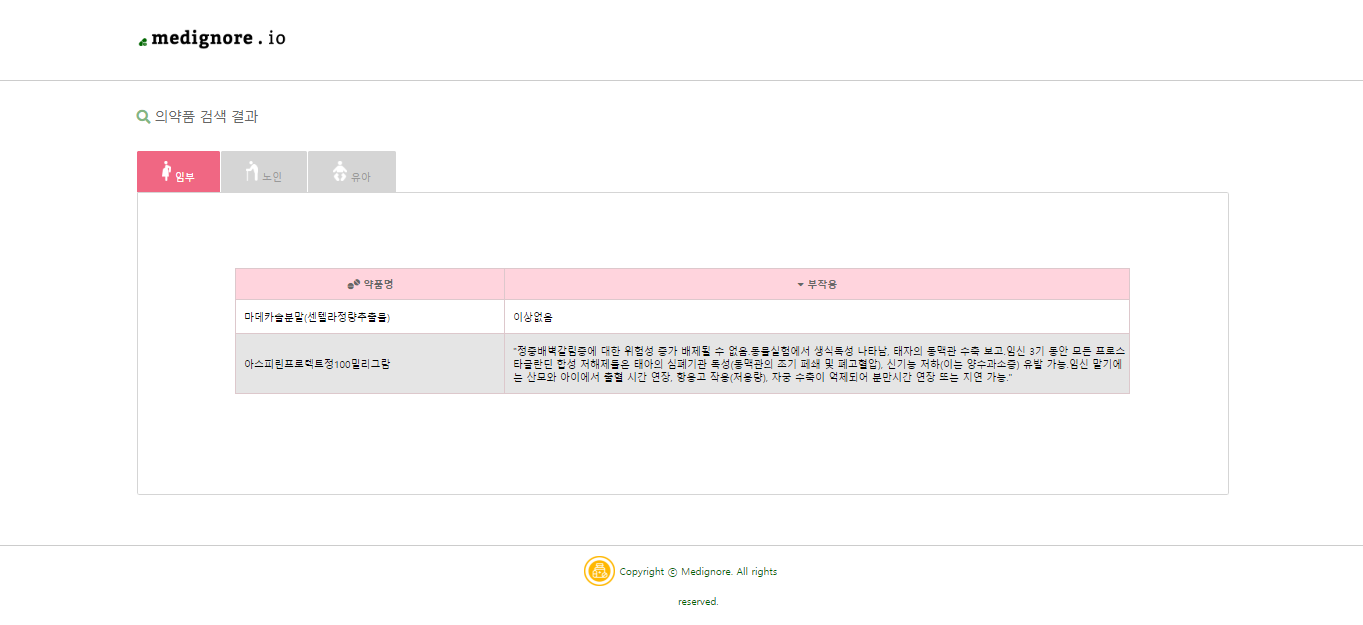 medignore . io
의약품 검색 결과
임부 노인 유아
약품명 부작용
마데카솔분말(센텔라정량추출물) 이상없음
아스피린프로텍트정100밀리그람
"정중배벽갈림증에 대한 위험성 증가 배제될 수 없음.동물실험에서 생식독성 나타남, 태자의 동맥관 수축 보고.임신 3기 동안 모든 프로스
타글란딘 합성 저해제들은 태아의 심폐기관 독성(동맥관의 조기 폐쇄 및 폐고혈압), 신기능 저하(이는 양수과소증) 유발 가능.임신 말기에
는 산모와 아이에서 출혈 시간 연장, 항응고 작용(저용량), 자궁 수축이 억제되어 분만시간 연장 또는 지연 가능."
Copyright ⓒ Medignore. All rights
reserved.